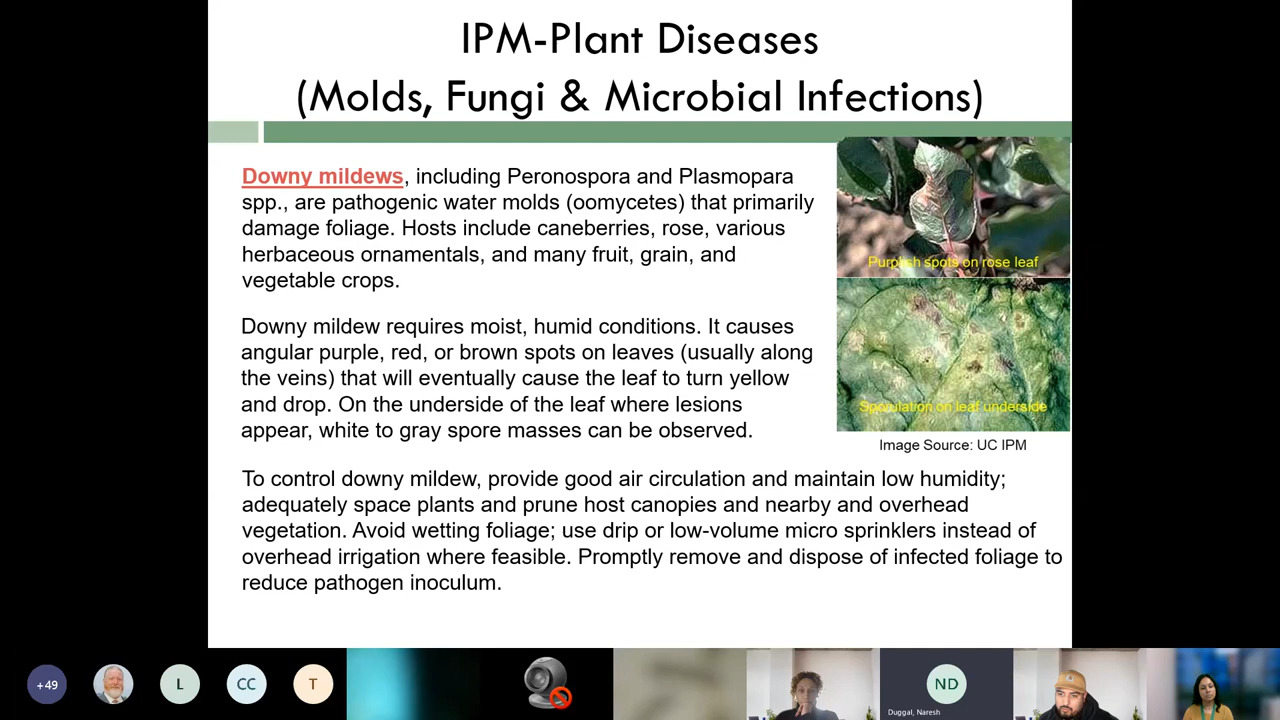 IPM-Plant Diseases
(Molds, Fungi & Microbial Infections)
Downy mildews, including Peronospora and Plasmopara
spp., are pathogenic water molds (oomycetes) that primarily
damage foliage. Hosts include caneberries, rose, various
herbaceous ornamentals, and many fruit, grain, and
vegetable crops.
Purplish spots on rose leaf
Downy mildew requires moist, humid conditions. It causes
angular purple, red, or brown spots on leaves (usually along
the veins) that will eventually cause the leaf to turn yellow
and drop. On the underside of the leaf where lesions
appear, white to gray spore masses can be observed.
Sporulation on leaf underside
Image Source: UC IPM
To control downy mildew, provide good air circulation and maintain low humidity;
adequately space plants and prune host canopies and nearby and overhead
vegetation. Avoid wetting foliage; use drip or low-volume micro sprinklers instead of
overhead irrigation where feasible. Promptly remove and dispose of infected foliage to
reduce pathogen inoculum.
+49
L
CC
T
ND
Duggal, Naresh